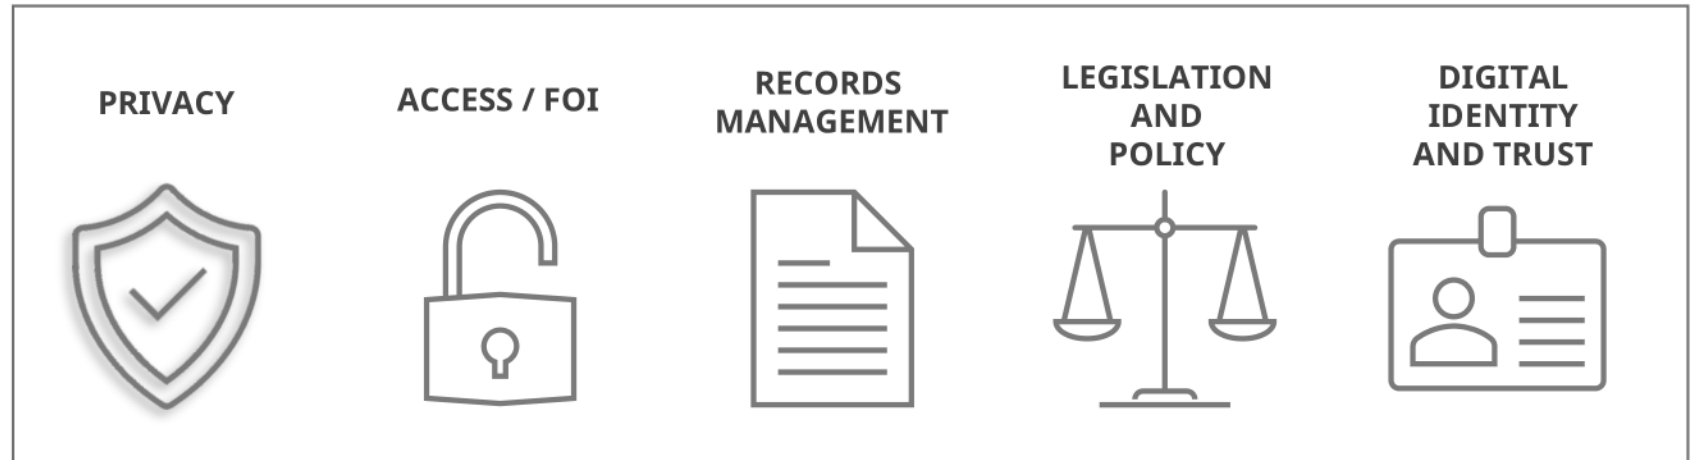 PRIVACY
ACCESS / FOI
RECORDS
MANAGEMENT
LEGISLATION
AND
POLICY
DIGITAL
IDENTITY
AND TRUST